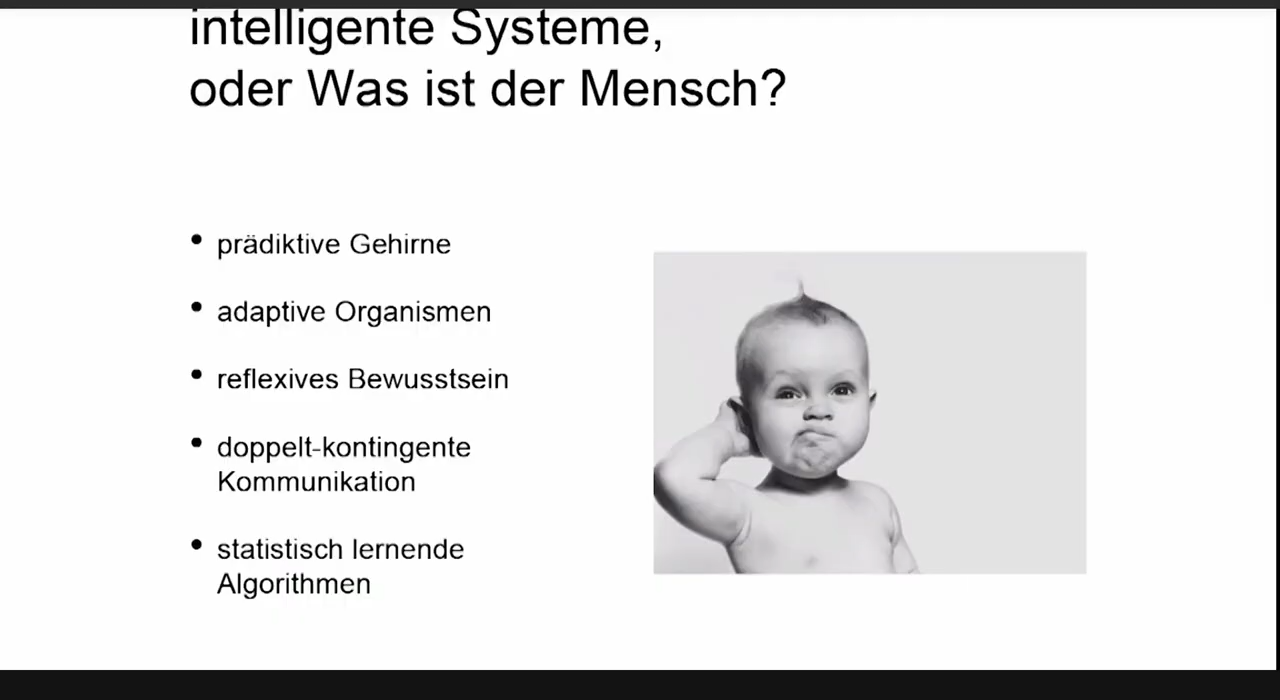 intelligente Systeme,
oder Was ist der Mensch?
• prädiktive Gehirne
• adaptive Organismen
• reflexives Bewusstsein
• doppelt-kontingente
Kommunikation
• statistisch lernende
Algorithmen